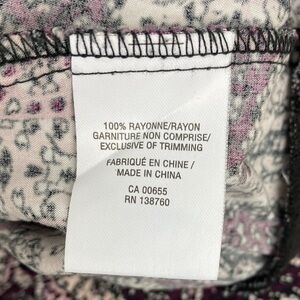 100% RAYONNE/RAYON
GARNITURE NON COMPRISE/
EXCLUSIVE OF TRIMMING
FABRIQUÉ EN CHINE /
MADE IN CHINA
CA 00655
RN 138760